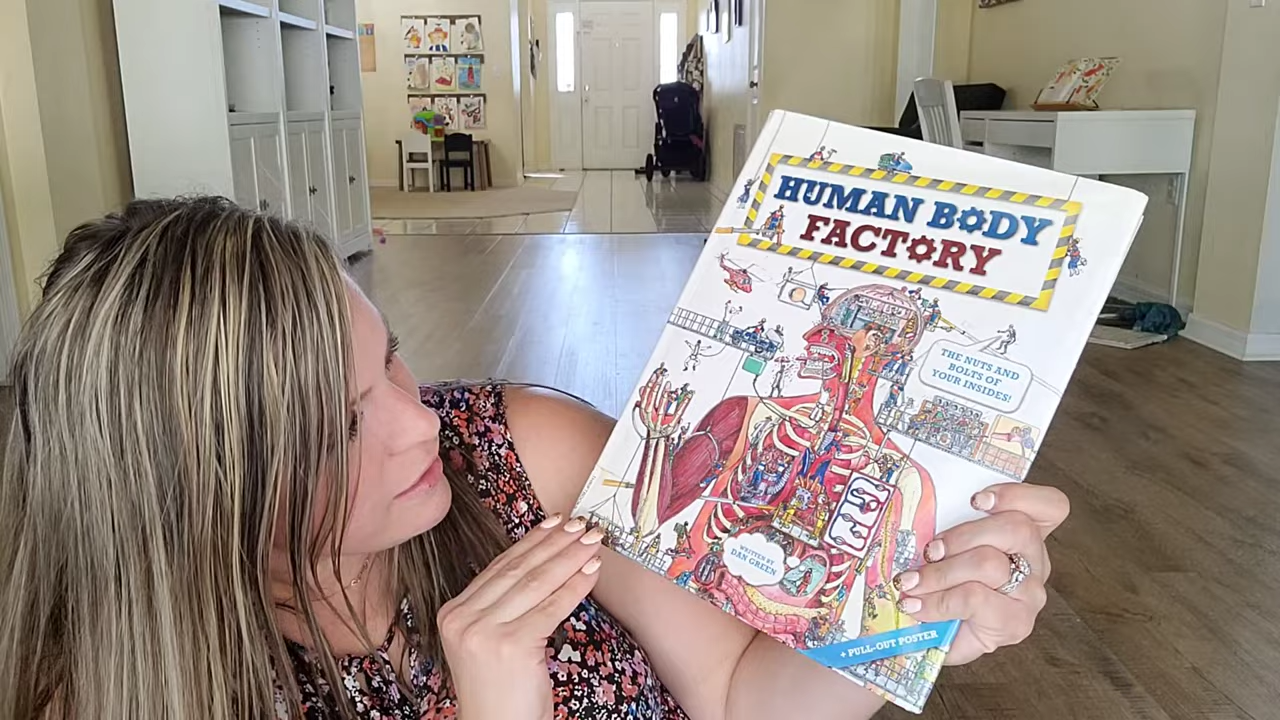 HUMAN BODY
FACTORY
THE NUTS AND
BOLTS OF
YOUR INSIDES!
WRITTEN BY
DAN GREEN
+ PULL-OUT POSTER